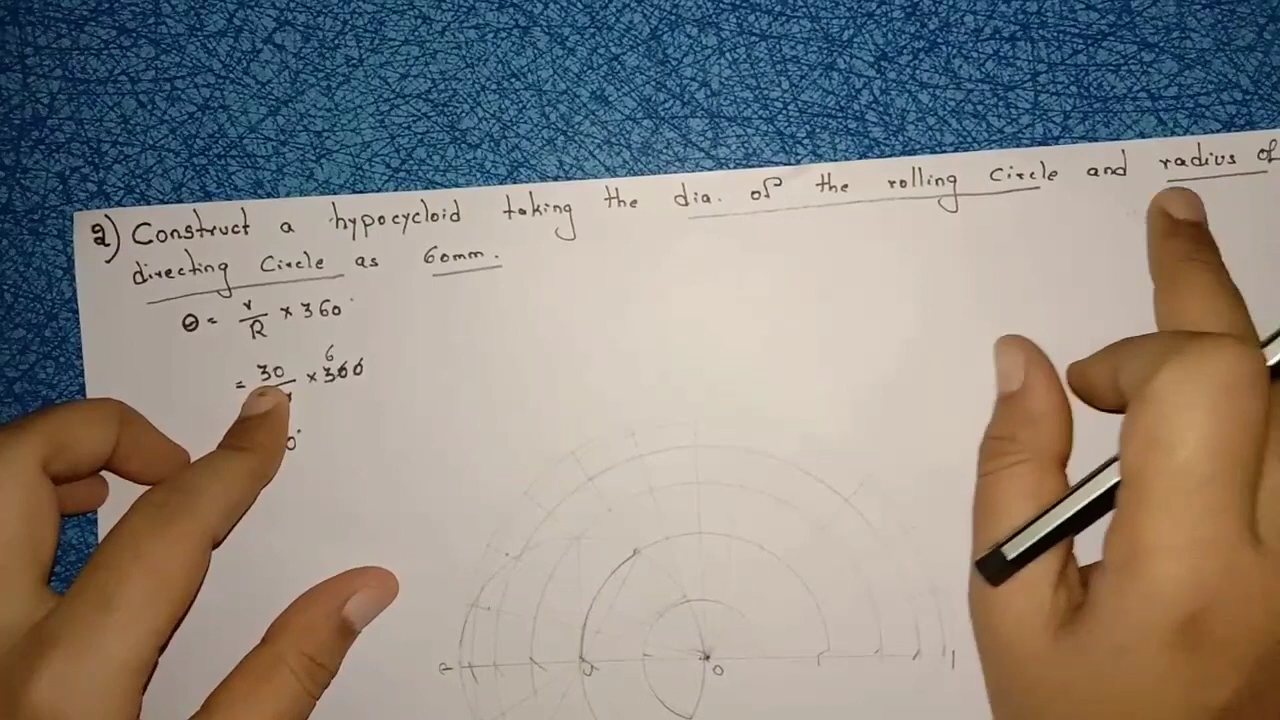 2) Construct a hypocycloid taking the dia. of the rolling Circle and radius of
directing Circle as 60mm.
θ = r/R × 360°
= 30 × 360
6
0°
O